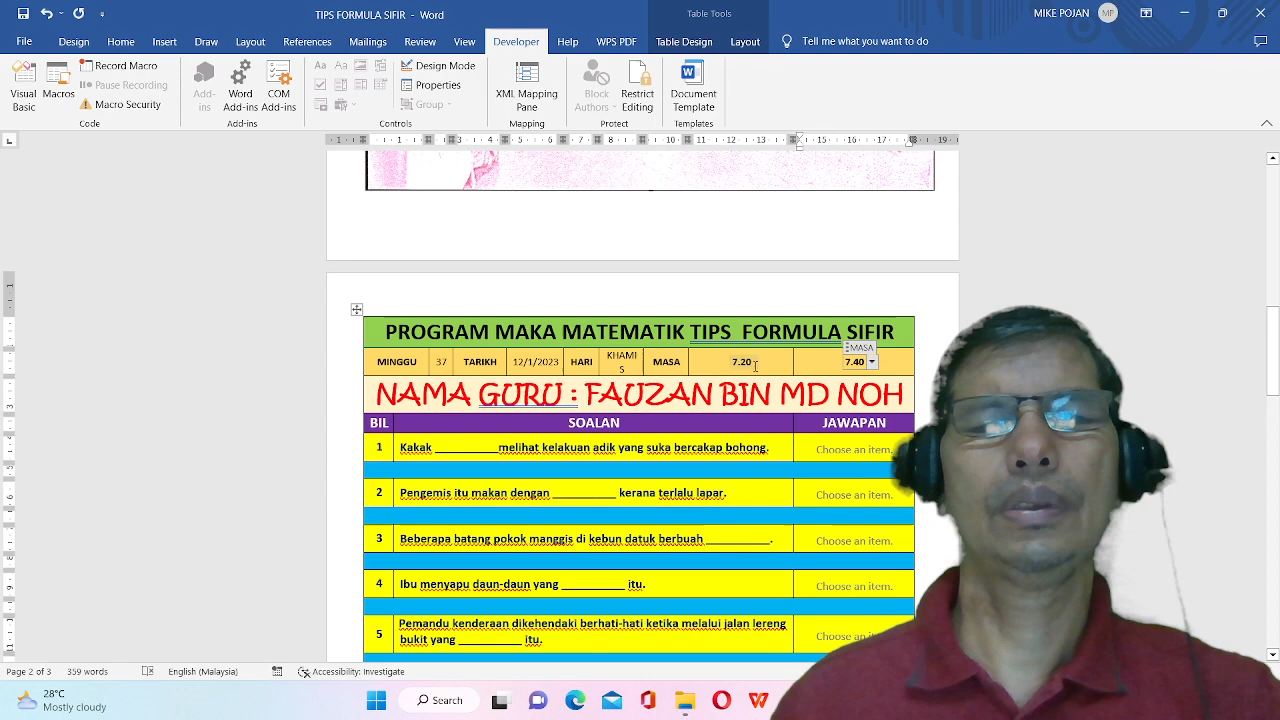 TIPS FORMULA SIFIR - Word
Table Tools
MIKE POJAN MP
File Home Design Insert Draw Layout References Mailings Review View Developer Help WPS PDF Table Design Layout Tell me what you want to do
Visual Basic
Macros
Record Macro
Pause Recording
Macro Security
Code
Add-ins
Word Add-ins
COM Add-ins
Add-ins
Design Mode
Properties
Group
Controls
XML Mapping Pane
Mapping
Block Authors
Restrict Editing
Protect
Document Template
Templates
PROGRAM MAKA MATEMATIK TIPS FORMULA SIFIR
MASA
MINGGU 37 TARIKH 12/1/2023 HARI KHAMIS MASA 7.20 7.40
NAMA GURU : FAUZAN BIN MD NOH
BIL SOALAN JAWAPAN
1 Kakak __________melihat kelakuan adik yang suka bercakap bohong. Choose an item.
2 Pengemis itu makan dengan __________ kerana terlalu lapar. Choose an item.
3 Beberapa batang pokok manggis di kebun datuk berbuah __________. Choose an item.
4 Ibu menyapu daun-daun yang __________ itu. Choose an item.
5 Pemandu kenderaan dikehendaki berhati-hati ketika melalui jalan lereng
bukit yang __________ itu. Choose an
Page 2 of 3 359 words English (Malaysia) Accessibility: Investigate
28°C
Mostly cloudy
Search